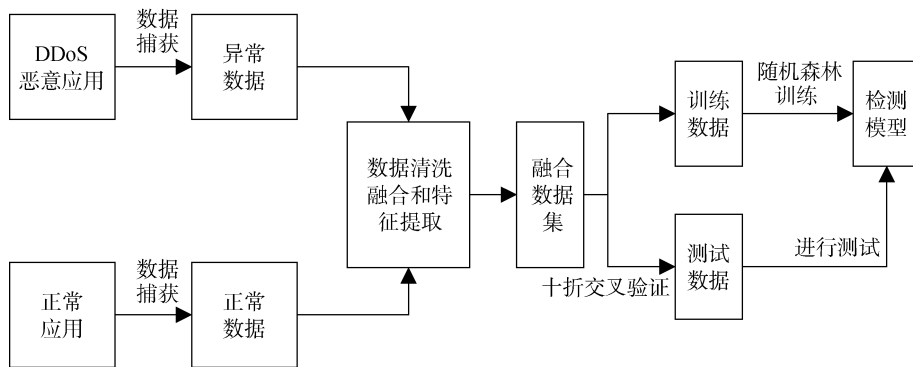 DDoS
恶意应用
数据
捕获
异常
数据
正常
应用
数据
捕获
正常
数据
数据清洗
融合和特
征提取
融合
数据
集
十折交叉验证
训练
数据
随机森林
训练
检测
模型
测试
数据
进行测试